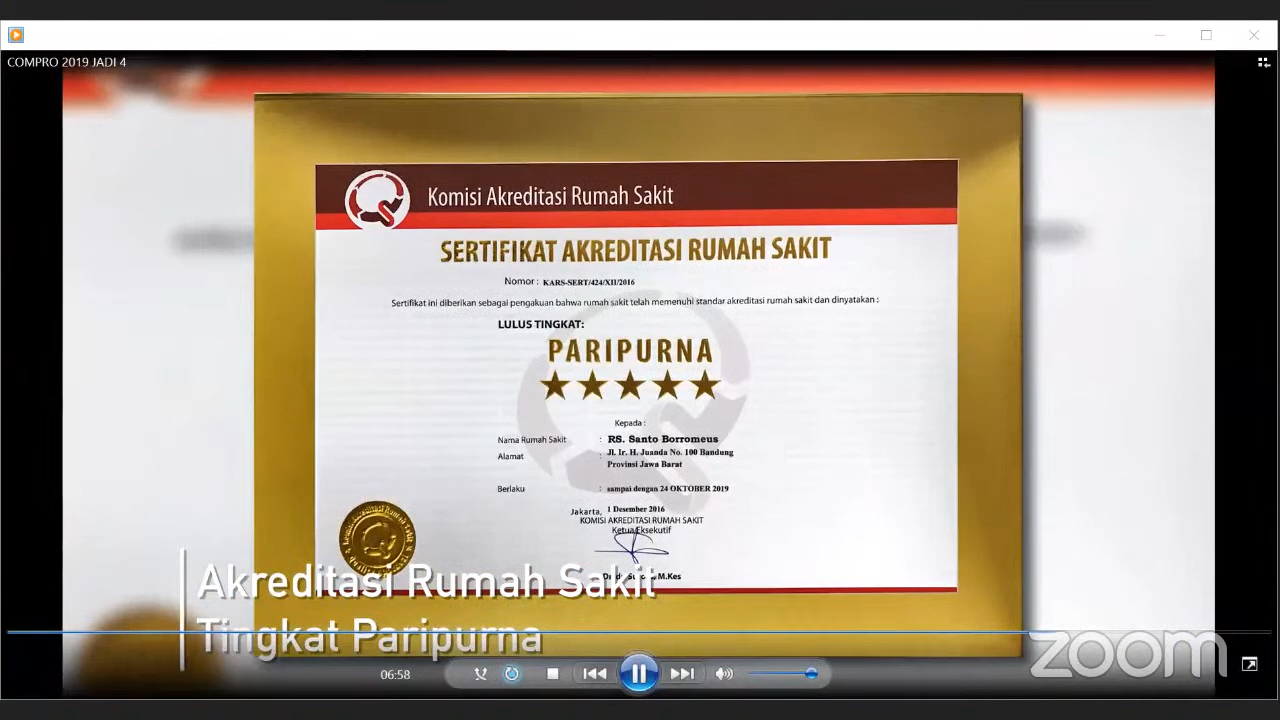 COMPRO 2019 JADI 4
Komisi Akreditasi Rumah Sakit
SERTIFIKAT AKREDITASI RUMAH SAKIT
Nomor : KARS-SERT/424/XII/2016
Sertifikat ini diberikan sebagai pengakuan bahwa rumah sakit telah memenuhi standar akreditasi rumah sakit dan dinyatakan :
LULUS TINGKAT:
PARIPURNA
Kepada :
Nama Rumah Sakit : RS. Santo Borromeus
Alamat : Jl. Ir. H. Juanda No. 100 Bandung
Provinsi Jawa Barat
Berlaku : sampai dengan 24 OKTOBER 2019
Jakarta, 1 Desember 2016
KOMISI AKREDITASI RUMAH SAKIT
Ketua Eksekutif
M.Kes
Akreditasi Rumah Sakit
Tingkat Paripurna
06:58
zoom